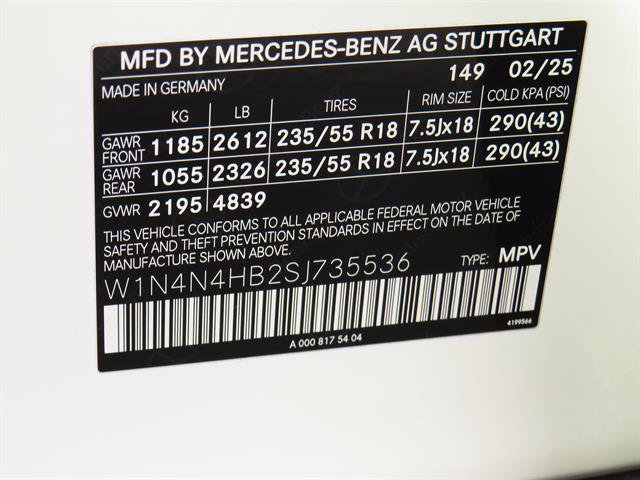 MFD BY MERCEDES-BENZ AG STUTTGART
149 02/25
MADE IN GERMANY
KG LB TIRES RIM SIZE COLD KPA (PSI)
GAWR FRONT 1185 2612 235/55 R18 7.5Jx18 290(43)
GAWR REAR 1055 2326 235/55 R18 7.5Jx18 290(43)
GVWR 2195 4839
THIS VEHICLE CONFORMS TO ALL APPLICABLE FEDERAL MOTOR VEHICLE
SAFETY AND THEFT PREVENTION STANDARDS IN EFFECT ON THE DATE OF
MANUFACTURE SHOWN ABOVE.
W1N4N4HB2SJ735536 TYPE: MPV
4199566
A 000 817 54 04